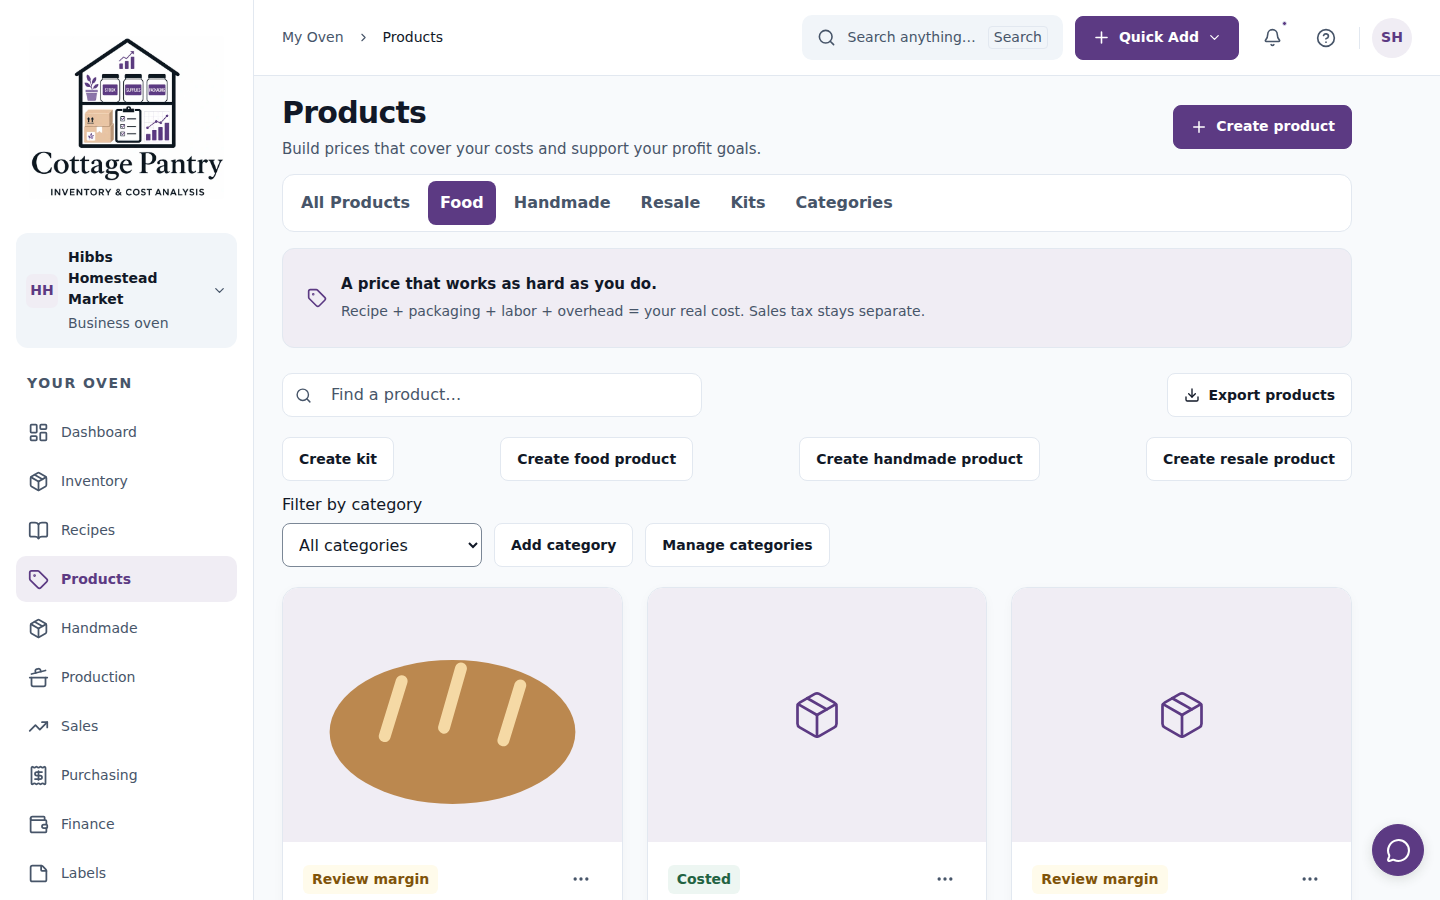 Cottage Pantry
INVENTORY & COST ANALYSIS
HH
Hibbs
Homestead
Market
Business oven
YOUR OVEN
Dashboard
Inventory
Recipes
Products
Handmade
Production
Sales
Purchasing
Finance
Labels
My Oven
Products
Search anything...
Search
Quick Add
SH
Products
Build prices that cover your costs and support your profit goals.
Create product
All Products
Food
Handmade
Resale
Kits
Categories
A price that works as hard as you do.
Recipe + packaging + labor + overhead = your real cost. Sales tax stays separate.
Find a product...
Export products
Create kit
Create food product
Create handmade product
Create resale product
Filter by category
All categories
Add category
Manage categories
Review margin
Costed
Review margin